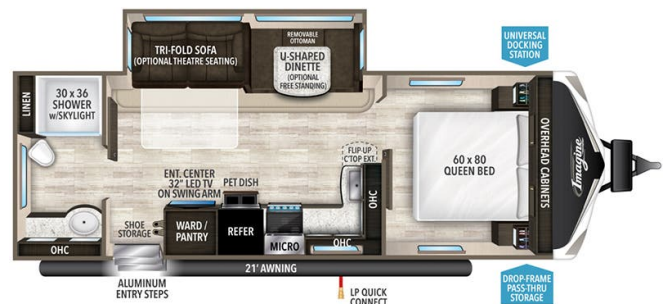 REMOVABLE
OTTOMAN
TRI-FOLD SOFA
(OPTIONAL THEATRE SEATING)
U-SHAPED
DINETTE
(OPTIONAL
FREE STANDING)
UNIVERSAL
DOCKING
STATION
LINEN
30 x 36
SHOWER
w/SKYLIGHT
FLIP-UP
C'TOP EXT.
60 x 80
QUEEN BED
OVERHEAD CABINETS
Imagine
ENT. CENTER
32" LED TV
ON SWING ARM
PET DISH
OHC
SHOE
STORAGE
WARD /
PANTRY
REFER
MICRO
OHC
OHC
21' AWNING
ALUMINUM
ENTRY STEPS
LP QUICK
CONNECT
DROP-FRAME
PASS-THRU
STORAGE